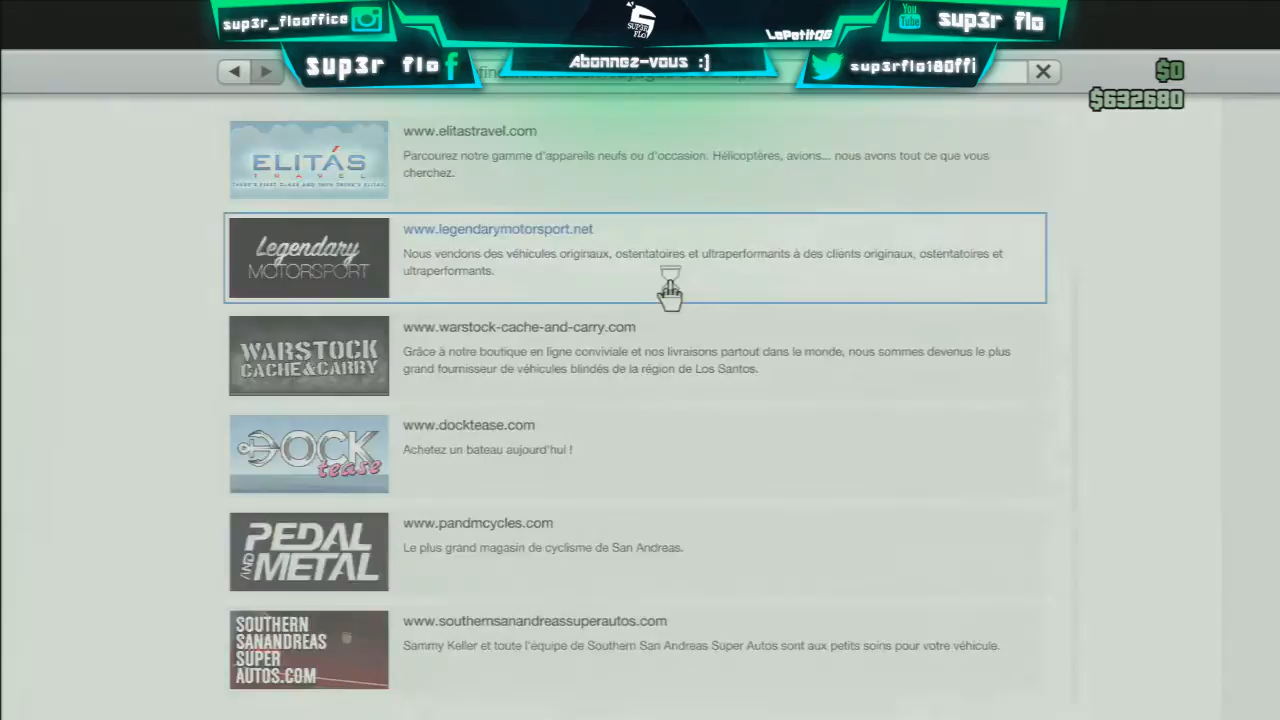 sup3r_flooffice
SUP3R
FLO
LePetitQG
You
Tube
sup3r flo
sup3r flo
Abonnez-vous :)
sup3rflo180ffi
$0
$632680
ELITÁS
TRAVEL
www.elitastravel.com
Parcourez notre gamme d'appareils neufs ou d'occasion. Hélicoptères, avions... nous avons tout ce que vous
cherchez.
Legendary
MOTORSPORT
www.legendarymotorsport.net
Nous vendons des véhicules originaux, ostentatoires et ultraperformants à des clients originaux, ostentatoires et
ultraperformants.
WARSTOCK
CACHE&CARRY
www.warstock-cache-and-carry.com
Grâce à notre boutique en ligne conviviale et nos livraisons partout dans le monde, nous sommes devenus le plus
grand fournisseur de véhicules blindés de la région de Los Santos.
DOCK
tease
www.docktease.com
Achetez un bateau aujourd'hui !
PEDAL
AND METAL
www.pandmcycles.com
Le plus grand magasin de cyclisme de San Andreas.
SOUTHERN
SANANDREAS
SUPER
AUTOS.COM
www.southernsanandreassuperautos.com
Sammy Keller et toute l'équipe de Southern San Andreas Super Autos sont aux petits soins pour votre véhicule.